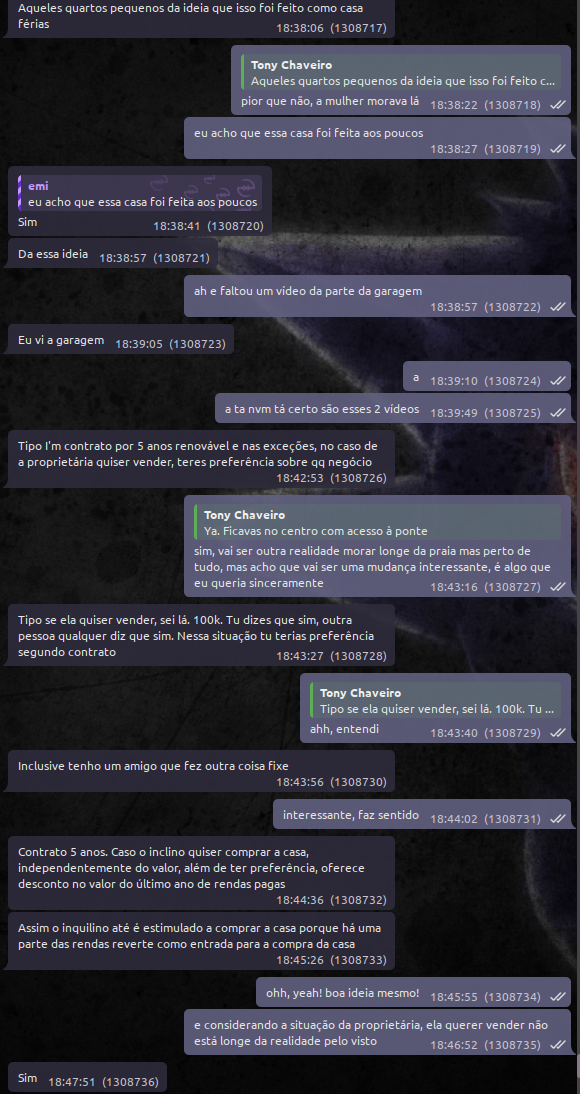 Aqueles quartos pequenos da ideia que isso foi feito como casa
férias
18:38:06 (1308717)
Tony Chaveiro
Aqueles quartos pequenos da ideia que isso foi feito c...
pior que não, a mulher morava lá 18:38:22 (1308718)
eu acho que essa casa foi feita aos poucos
18:38:27 (1308719)
emi
eu acho que essa casa foi feita aos poucos
Sim 18:38:41 (1308720)
Da essa ideia 18:38:57 (1308721)
ah e faltou um vídeo da parte da garagem
18:38:57 (1308722)
Eu vi a garagem 18:39:05 (1308723)
a 18:39:10 (1308724)
a ta nvm tá certo são esses 2 vídeos 18:39:49 (1308725)
Tipo I'm contrato por 5 anos renovável e nas exceções, no caso de
a proprietária quiser vender, teres preferência sobre qq negócio
18:42:53 (1308726)
Tony Chaveiro
Ya. Ficavas no centro com acesso à ponte
sim, vai ser outra realidade morar longe da praia mas perto de
tudo, mas acho que vai ser uma mudança interessante, é algo que
eu queria sinceramente 18:43:16 (1308727)
Tipo se ela quiser vender, sei lá. 100k. Tu dizes que sim, outra
pessoa qualquer diz que sim. Nessa situação tu terias preferência
segundo contrato 18:43:27 (1308728)
Tony Chaveiro
Tipo se ela quiser vender, sei lá. 100k. Tu ...
ahh, entendi 18:43:40 (1308729)
Inclusive tenho um amigo que fez outra coisa fixe
18:43:56 (1308730)
interessante, faz sentido 18:44:02 (1308731)
Contrato 5 anos. Caso o inclino quiser comprar a casa,
independentemente do valor, além de ter preferência, oferece
desconto no valor do último ano de rendas pagas
18:44:36 (1308732)
Assim o inquilino até é estimulado a comprar a casa porque há uma
parte das rendas reverte como entrada para a compra da casa
18:45:26 (1308733)
ohh, yeah! boa ideia mesmo! 18:45:55 (1308734)
e considerando a situação da proprietária, ela querer vender não
está longe da realidade pelo visto 18:46:52 (1308735)
Sim 18:47:51 (1308736)